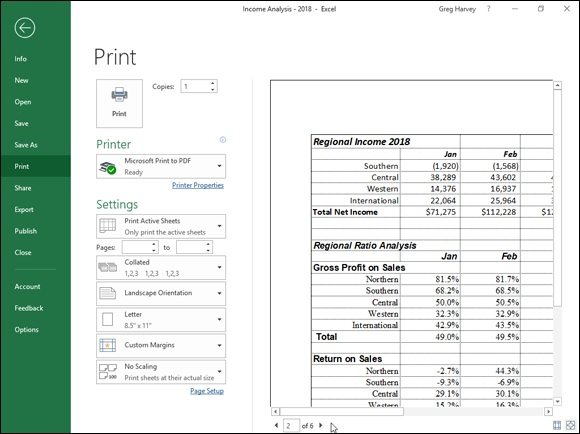 Income Analysis - 2018 - Excel
Greg Harvey ?
Info
New
Open
Save
Save As
Print
Share
Export
Publish
Close
Account
Feedback
Options
Print
Print
Copies: 1
Printer
Microsoft Print to PDF
Ready
Printer Properties
Settings
Print Active Sheets
Only print the active sheets
Pages: to
Collated
1,2,3 1,2,3 1,2,3
Landscape Orientation
Letter
8.5" x 11"
Custom Margins
No Scaling
Print sheets at their actual size
100
Page Setup
Regional Income 2018
Jan Feb
Southern (1,920) (1,568)
Central 38,289 43,602
Western 14,376 16,937
International 22,064 25,964
Total Net Income $71,275 $112,228
Regional Ratio Analysis
Jan Feb
Gross Profit on Sales
Northern 81.5% 81.7%
Southern 68.2% 68.5%
Central 50.0% 50.5%
Western 32.3% 32.9%
International 42.9% 43.5%
Total 49.0% 49.5%
Return on Sales
Northern -2.7% 44.3%
Southern -9.3% -6.9%
Central 29.1% 30.1%
Western 15.2% 16.3%
2 of 6